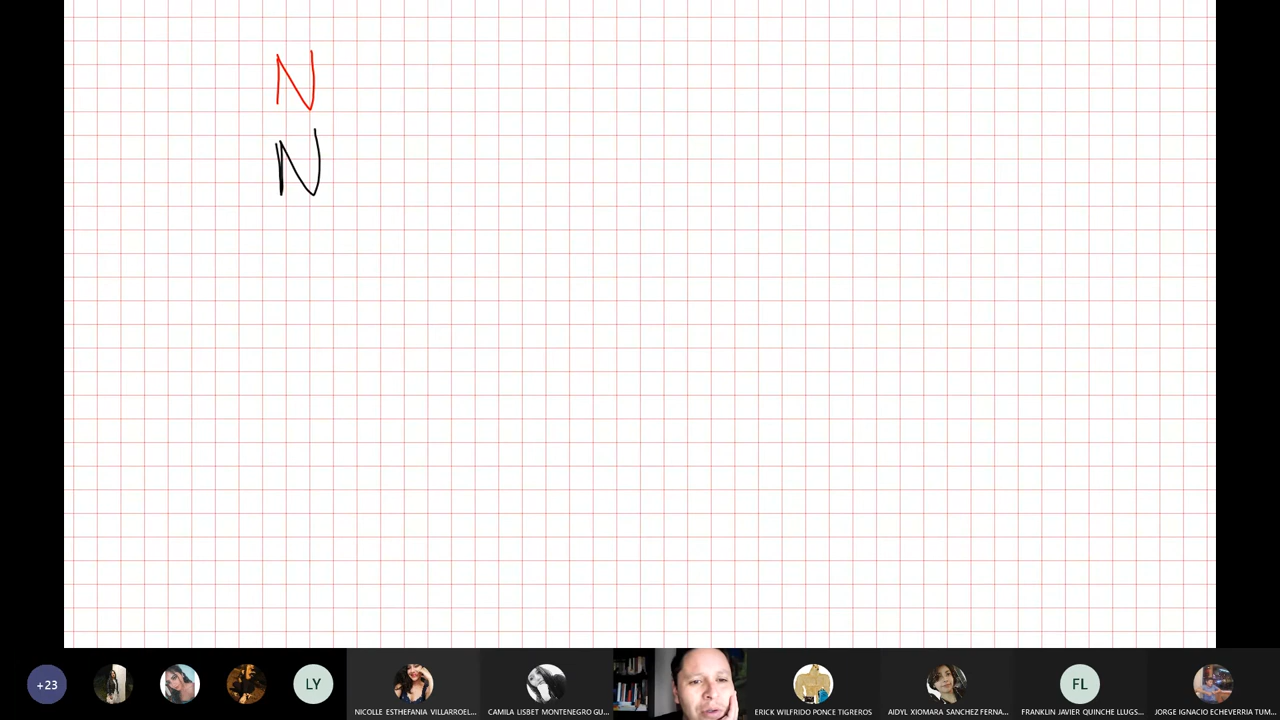 N
N
+23
LY
NICOLLE ESTHEFANIA VILLARROEL...
CAMILA LISBET MONTENEGRO GU...
ERICK WILFRIDO PONCE TIGREROS
AIDYL XIOMARA SANCHEZ FERNA...
FL
FRANKLIN JAVIER QUINCHE LLUGS...
JORGE IGNACIO ECHEVERRIA TUM...